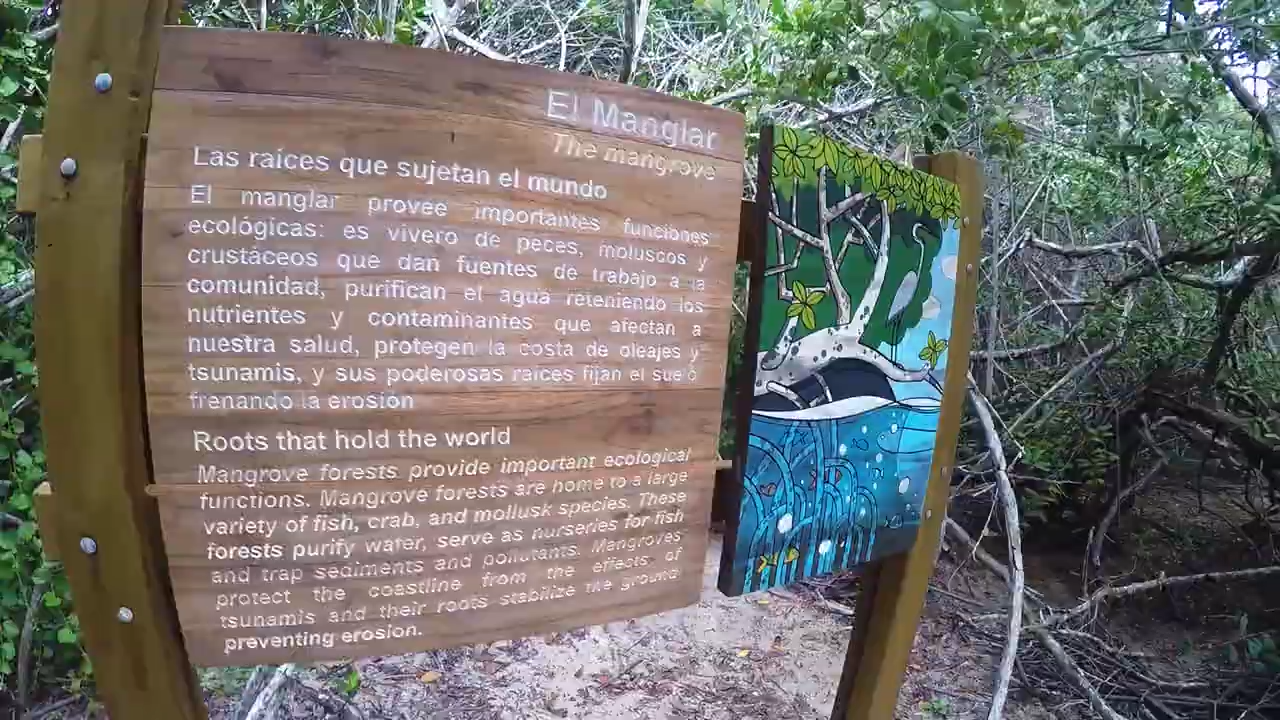 El Manglar
The mangrove
Las raíces que sujetan el mundo
El manglar provee importantes funciones
ecológicas: es vivero de peces, moluscos y
crustáceos que dan fuentes de trabajo a la
comunidad, purifican el agua reteniendo los
nutrientes y contaminantes que afectan a
nuestra salud, protegen la costa de oleajes y
tsunamis, y sus poderosas raíces fijan el suelo
frenando la erosión
Roots that hold the world
Mangrove forests provide important ecological
functions. Mangrove forests are home to a large
variety of fish, crab, and mollusk species. These
forests purify water, serve as nurseries for fish
and trap sediments and pollutants. Mangroves
protect the coastline from the effects of
tsunamis and their roots stabilize the ground
preventing erosion.